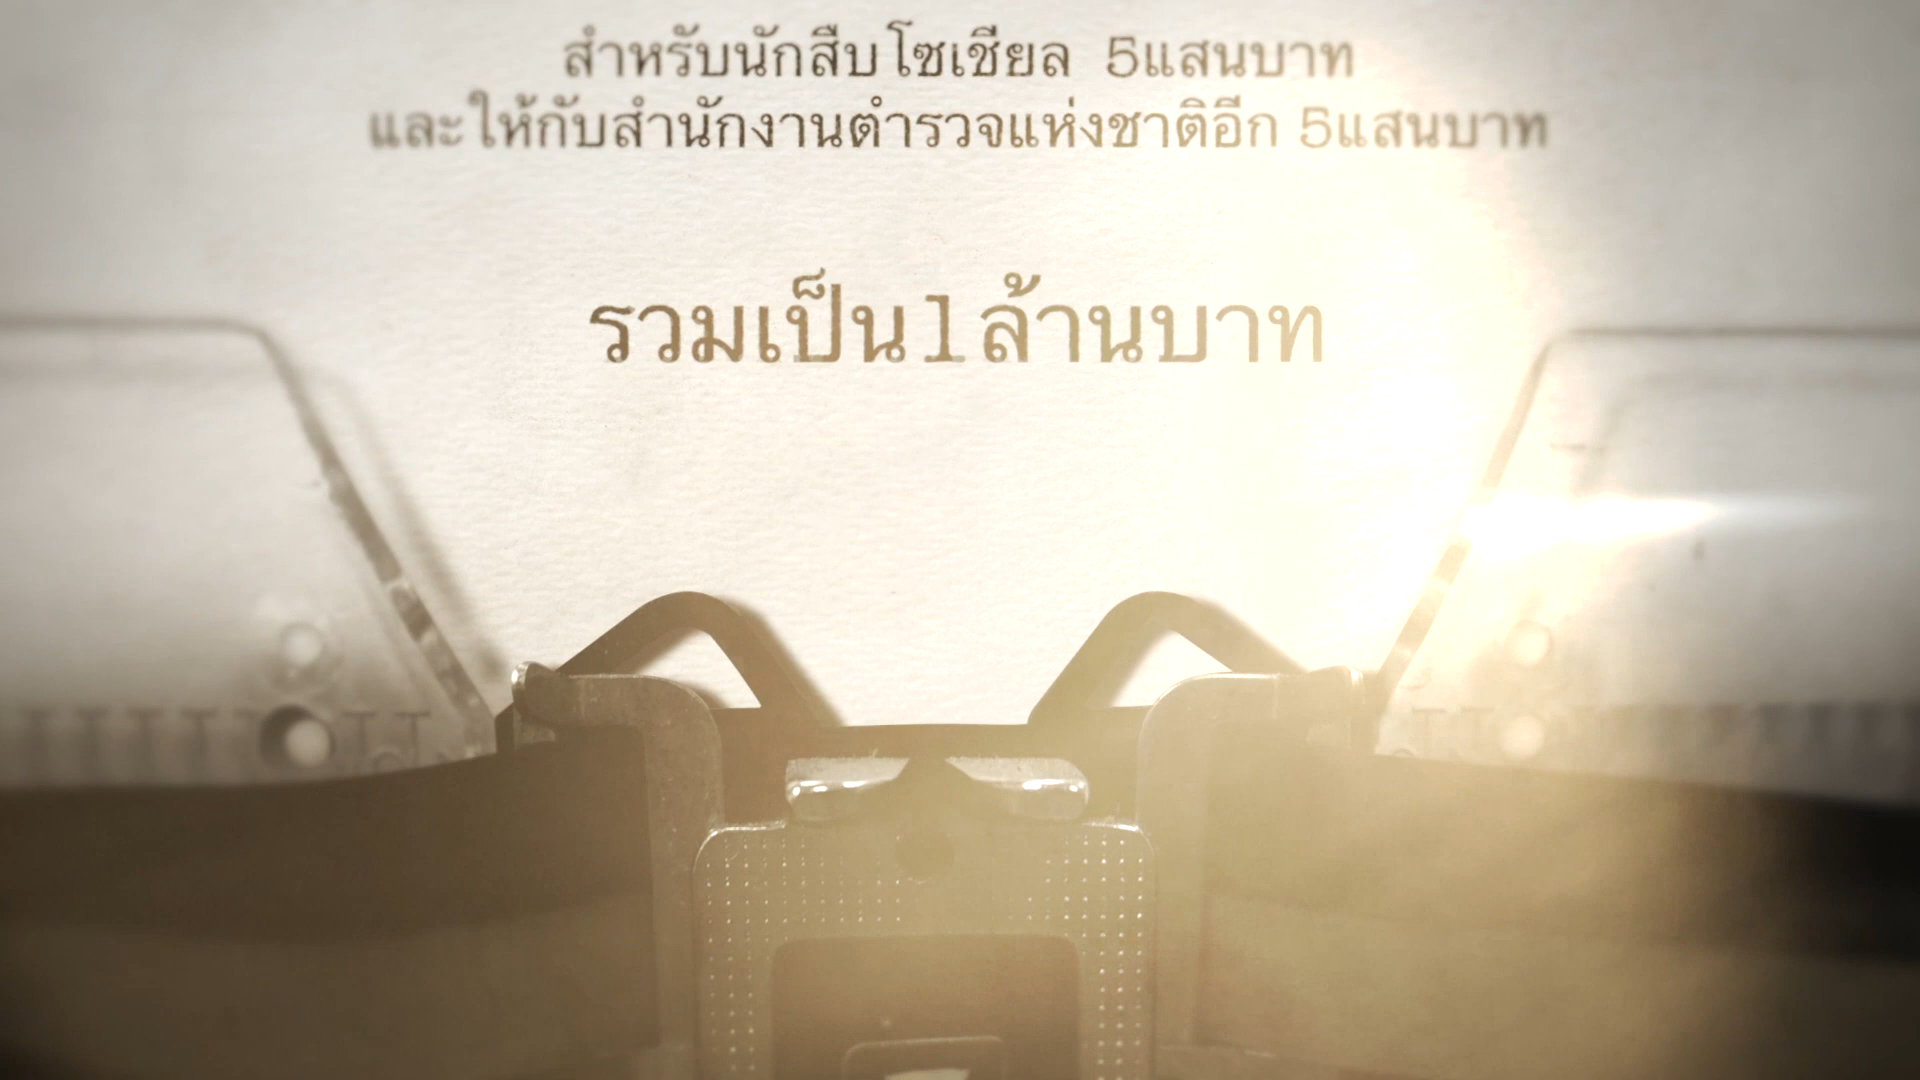 สำหรับนักสืบโซเชียล 5แสนบาท
และให้กับสำนักงานตำรวจแห่งชาติอีก 5แสนบาท
รวมเป็น1ล้านบาท